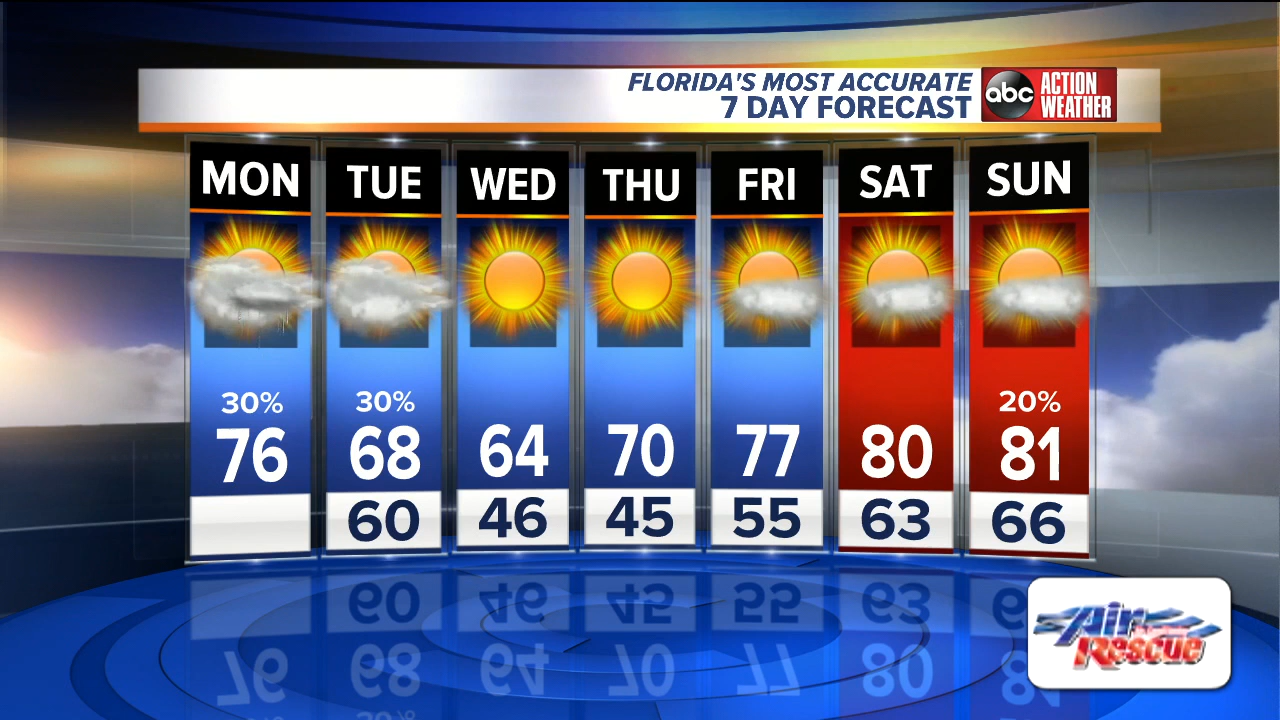 FLORIDA'S MOST ACCURATE
7 DAY FORECAST
abc ACTION WEATHER
MON TUE WED THU FRI SAT SUN
30% 30% 20%
76 68 64 70 77 80 81
60 46 45 55 63 66
Air
Rescue